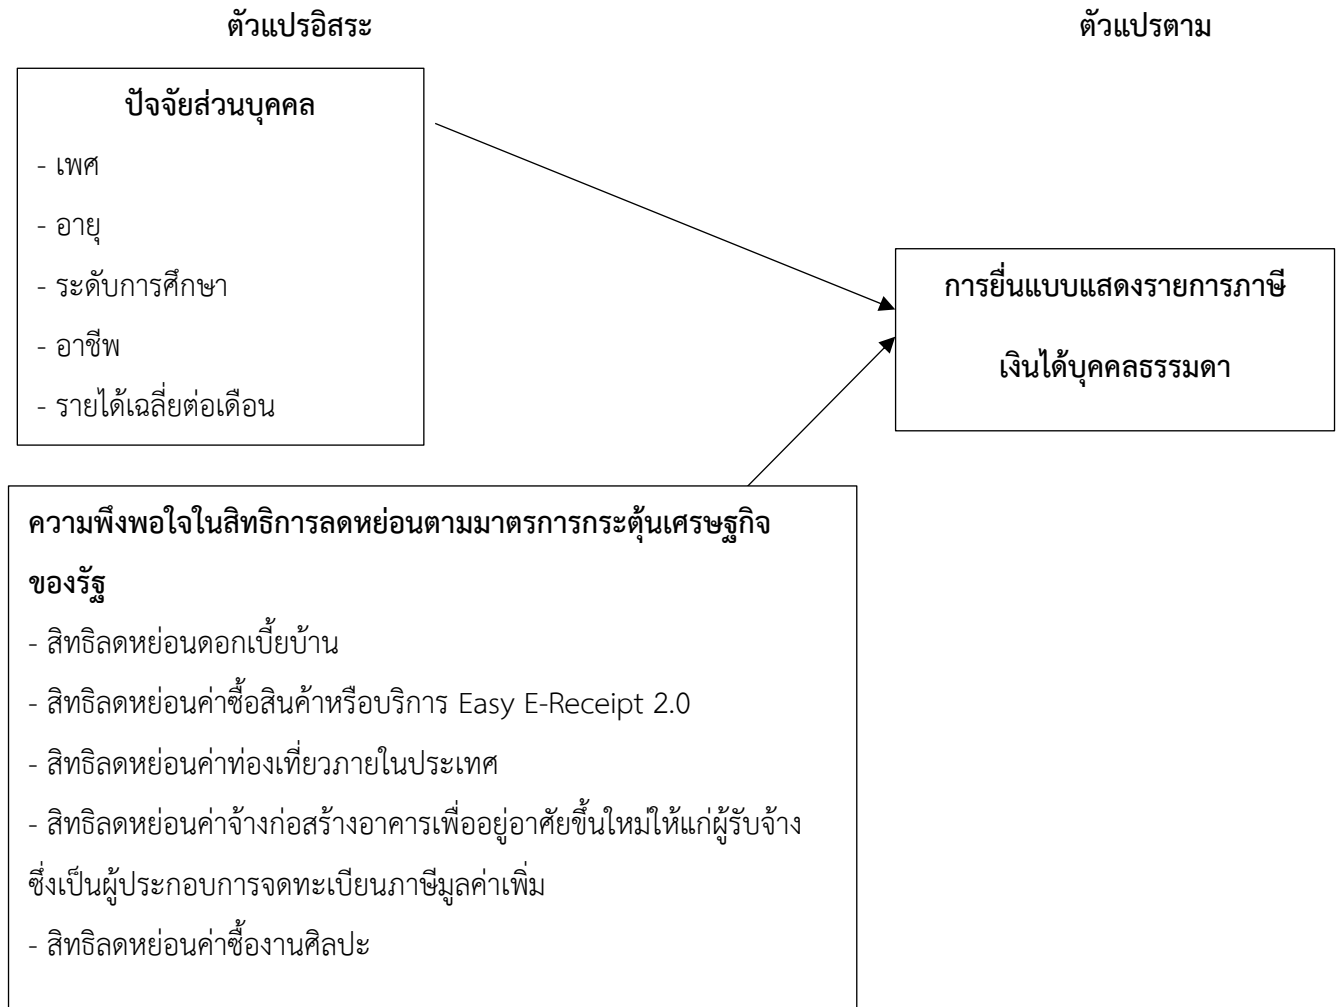 ตัวแปรอิสระ
ตัวแปรตาม
ปัจจัยส่วนบุคคล
- เพศ
- อายุ
- ระดับการศึกษา
- อาชีพ
- รายได้เฉลี่ยต่อเดือน
การยื่นแบบแสดงรายการภาษี
เงินได้บุคคลธรรมดา
ความพึงพอใจในสิทธิการลดหย่อนตามมาตรการกระตุ้นเศรษฐกิจ
ของรัฐ
- สิทธิลดหย่อนดอกเบี้ยบ้าน
- สิทธิลดหย่อนค่าซื้อสินค้าหรือบริการ Easy E-Receipt 2.0
- สิทธิลดหย่อนค่าท่องเที่ยวภายในประเทศ
- สิทธิลดหย่อนค่าจ้างก่อสร้างอาคารเพื่ออยู่อาศัยขึ้นใหม่ให้แก่ผู้รับจ้าง
ซึ่งเป็นผู้ประกอบการจดทะเบียนภาษีมูลค่าเพิ่ม
- สิทธิลดหย่อนค่าซื้องานศิลปะ